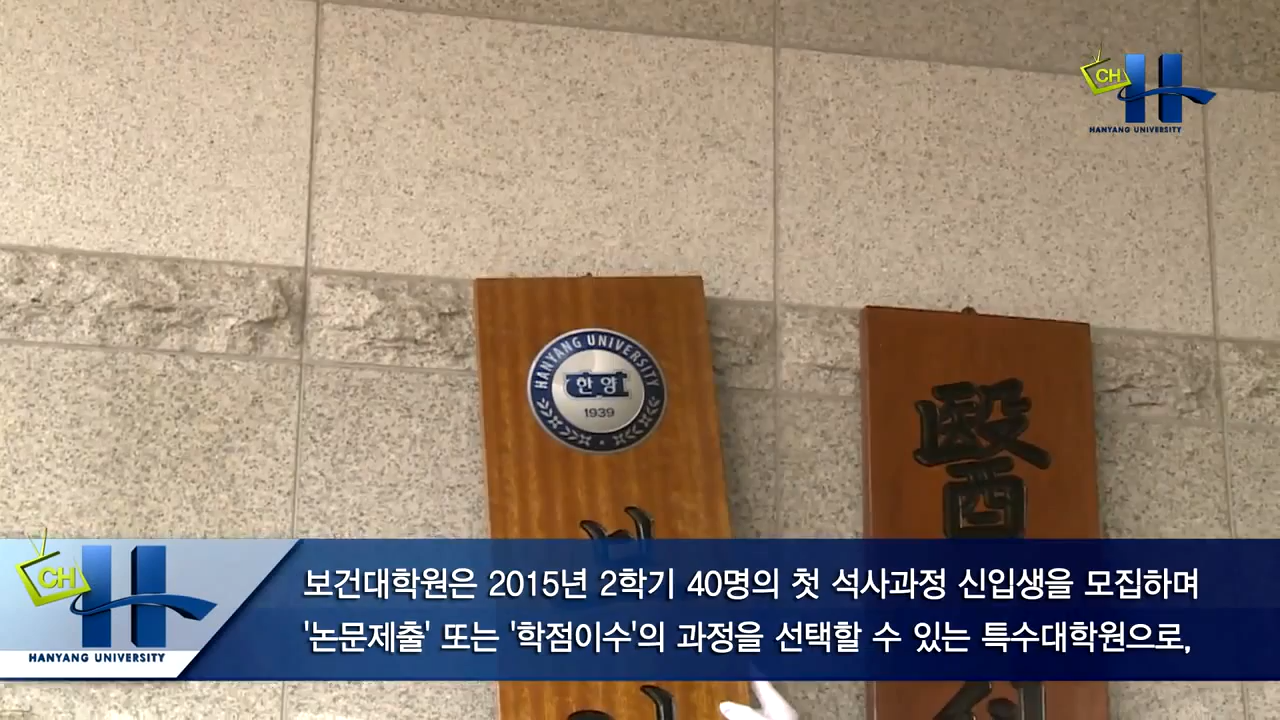 CH
HANYANG UNIVERSITY
HANYANG UNIVERSITY
한양
1939
醫
CH
HANYANG UNIVERSITY
보건대학원은 2015년 2학기 40명의 첫 석사과정 신입생을 모집하며
'논문제출' 또는 '학점이수'의 과정을 선택할 수 있는 특수대학원으로,